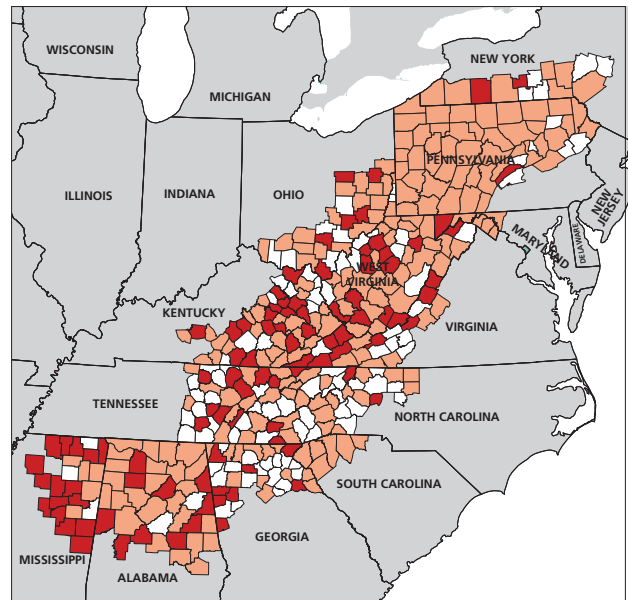 WISCONSIN
NEW YORK
MICHIGAN
PENNSYLVANIA
ILLINOIS
INDIANA
OHIO
NEW
JERSEY
MARYLAND
DELAWARE
WEST
VIRGINIA
KENTUCKY
VIRGINIA
TENNESSEE
NORTH CAROLINA
SOUTH CAROLINA
GEORGIA
MISSISSIPPI
ALABAMA